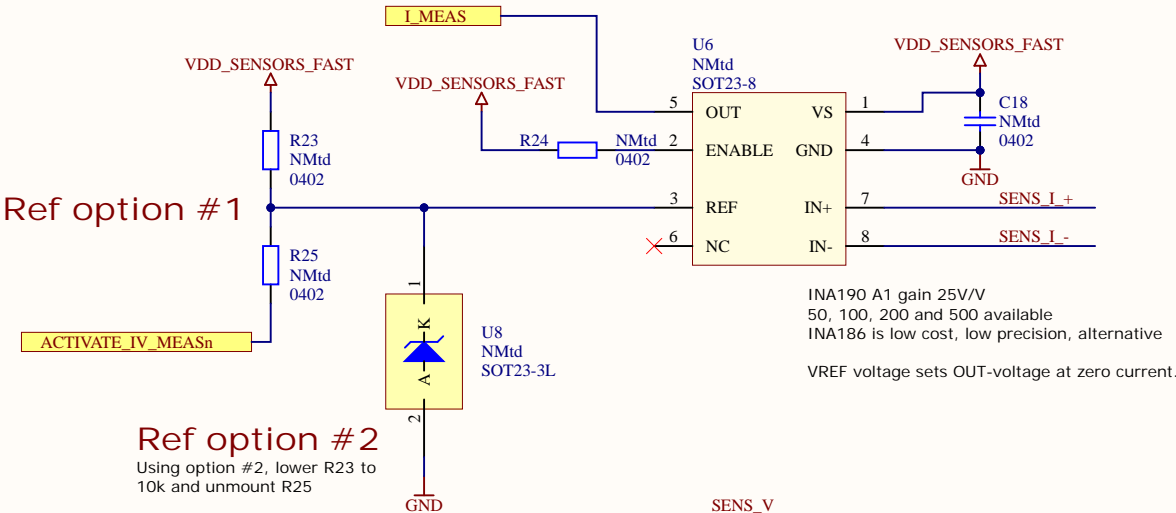 I_MEAS
VDD_SENSORS_FAST
VDD_SENSORS_FAST
U6
NMtd
SOT23-8
VDD_SENSORS_FAST
R23
NMtd
0402
R24
NMtd
0402
5
OUT
2
ENABLE
3
REF
6
NC
VS
1
GND
4
IN+
7
IN-
8
C18
NMtd
0402
GND
SENS_I_+
SENS_I_-
Ref option #1
R25
NMtd
0402
ACTIVATE_IV_MEASn
1
K
A
2
U8
NMtd
SOT23-3L
INA190 A1 gain 25V/V
50, 100, 200 and 500 available
INA186 is low cost, low precision, alternative
VREF voltage sets OUT-voltage at zero current.
Ref option #2
Using option #2, lower R23 to
10k and unmount R25
GND
SENS_V